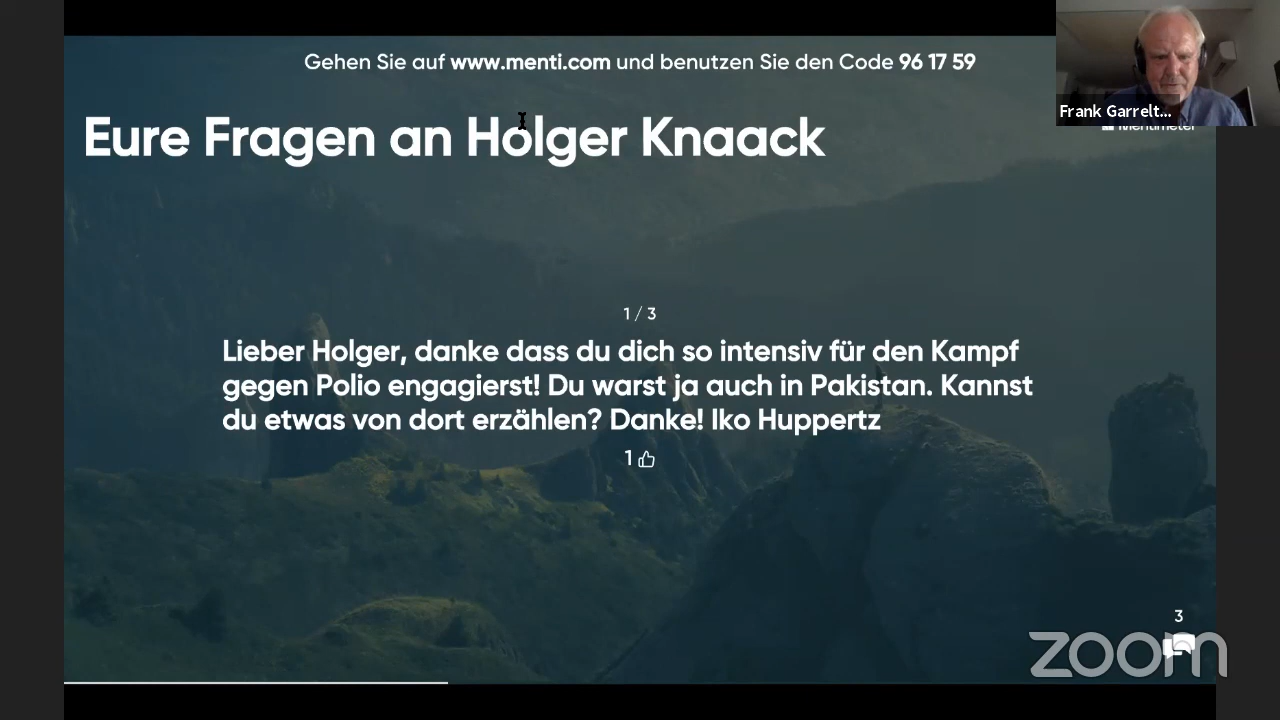 Gehen Sie auf www.menti.com und benutzen Sie den Code 96 17 59
Frank Garrelt...
Mentimeter
Eure Fragen an Holger Knaack
1 / 3
Lieber Holger, danke dass du dich so intensiv für den Kampf
gegen Polio engagierst! Du warst ja auch in Pakistan. Kannst
du etwas von dort erzählen? Danke! Iko Huppertz
1
3
zoom